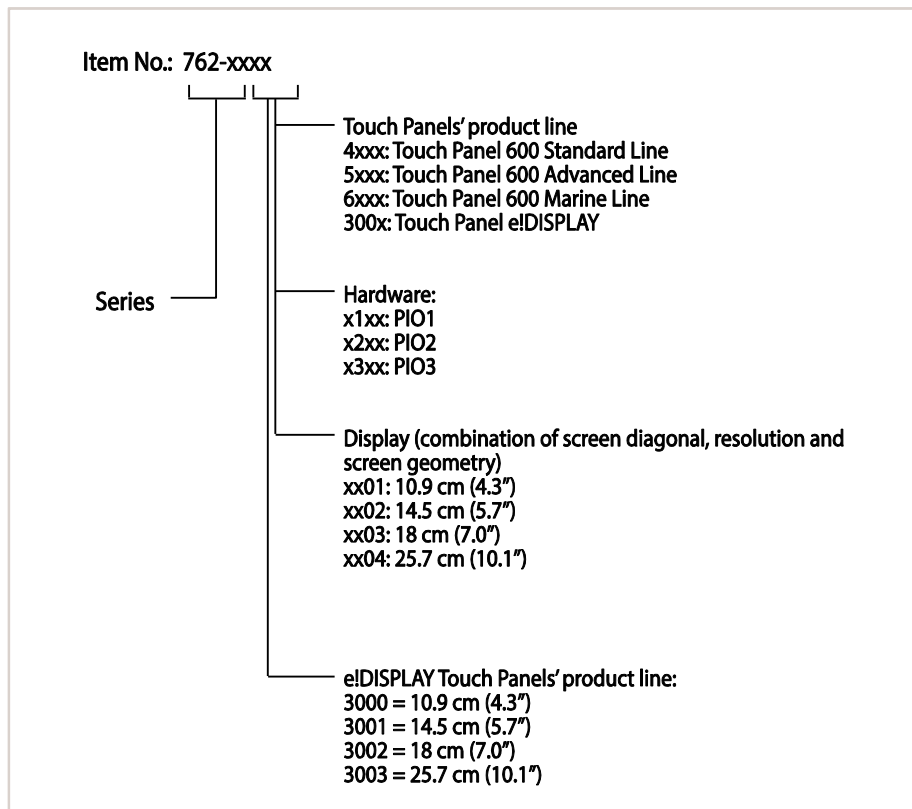 Item No.: 762-xxxx
Touch Panels' product line
4xxx: Touch Panel 600 Standard Line
5xxx: Touch Panel 600 Advanced Line
6xxx: Touch Panel 600 Marine Line
300x: Touch Panel e!DISPLAY
Series
Hardware:
x1xx: PIO1
x2xx: PIO2
x3xx: PIO3
Display (combination of screen diagonal, resolution and
screen geometry)
xx01: 10.9 cm (4.3″)
xx02: 14.5 cm (5.7″)
xx03: 18 cm (7.0″)
xx04: 25.7 cm (10.1″)
e!DISPLAY Touch Panels' product line:
3000 = 10.9 cm (4.3″)
3001 = 14.5 cm (5.7″)
3002 = 18 cm (7.0″)
3003 = 25.7 cm (10.1″)